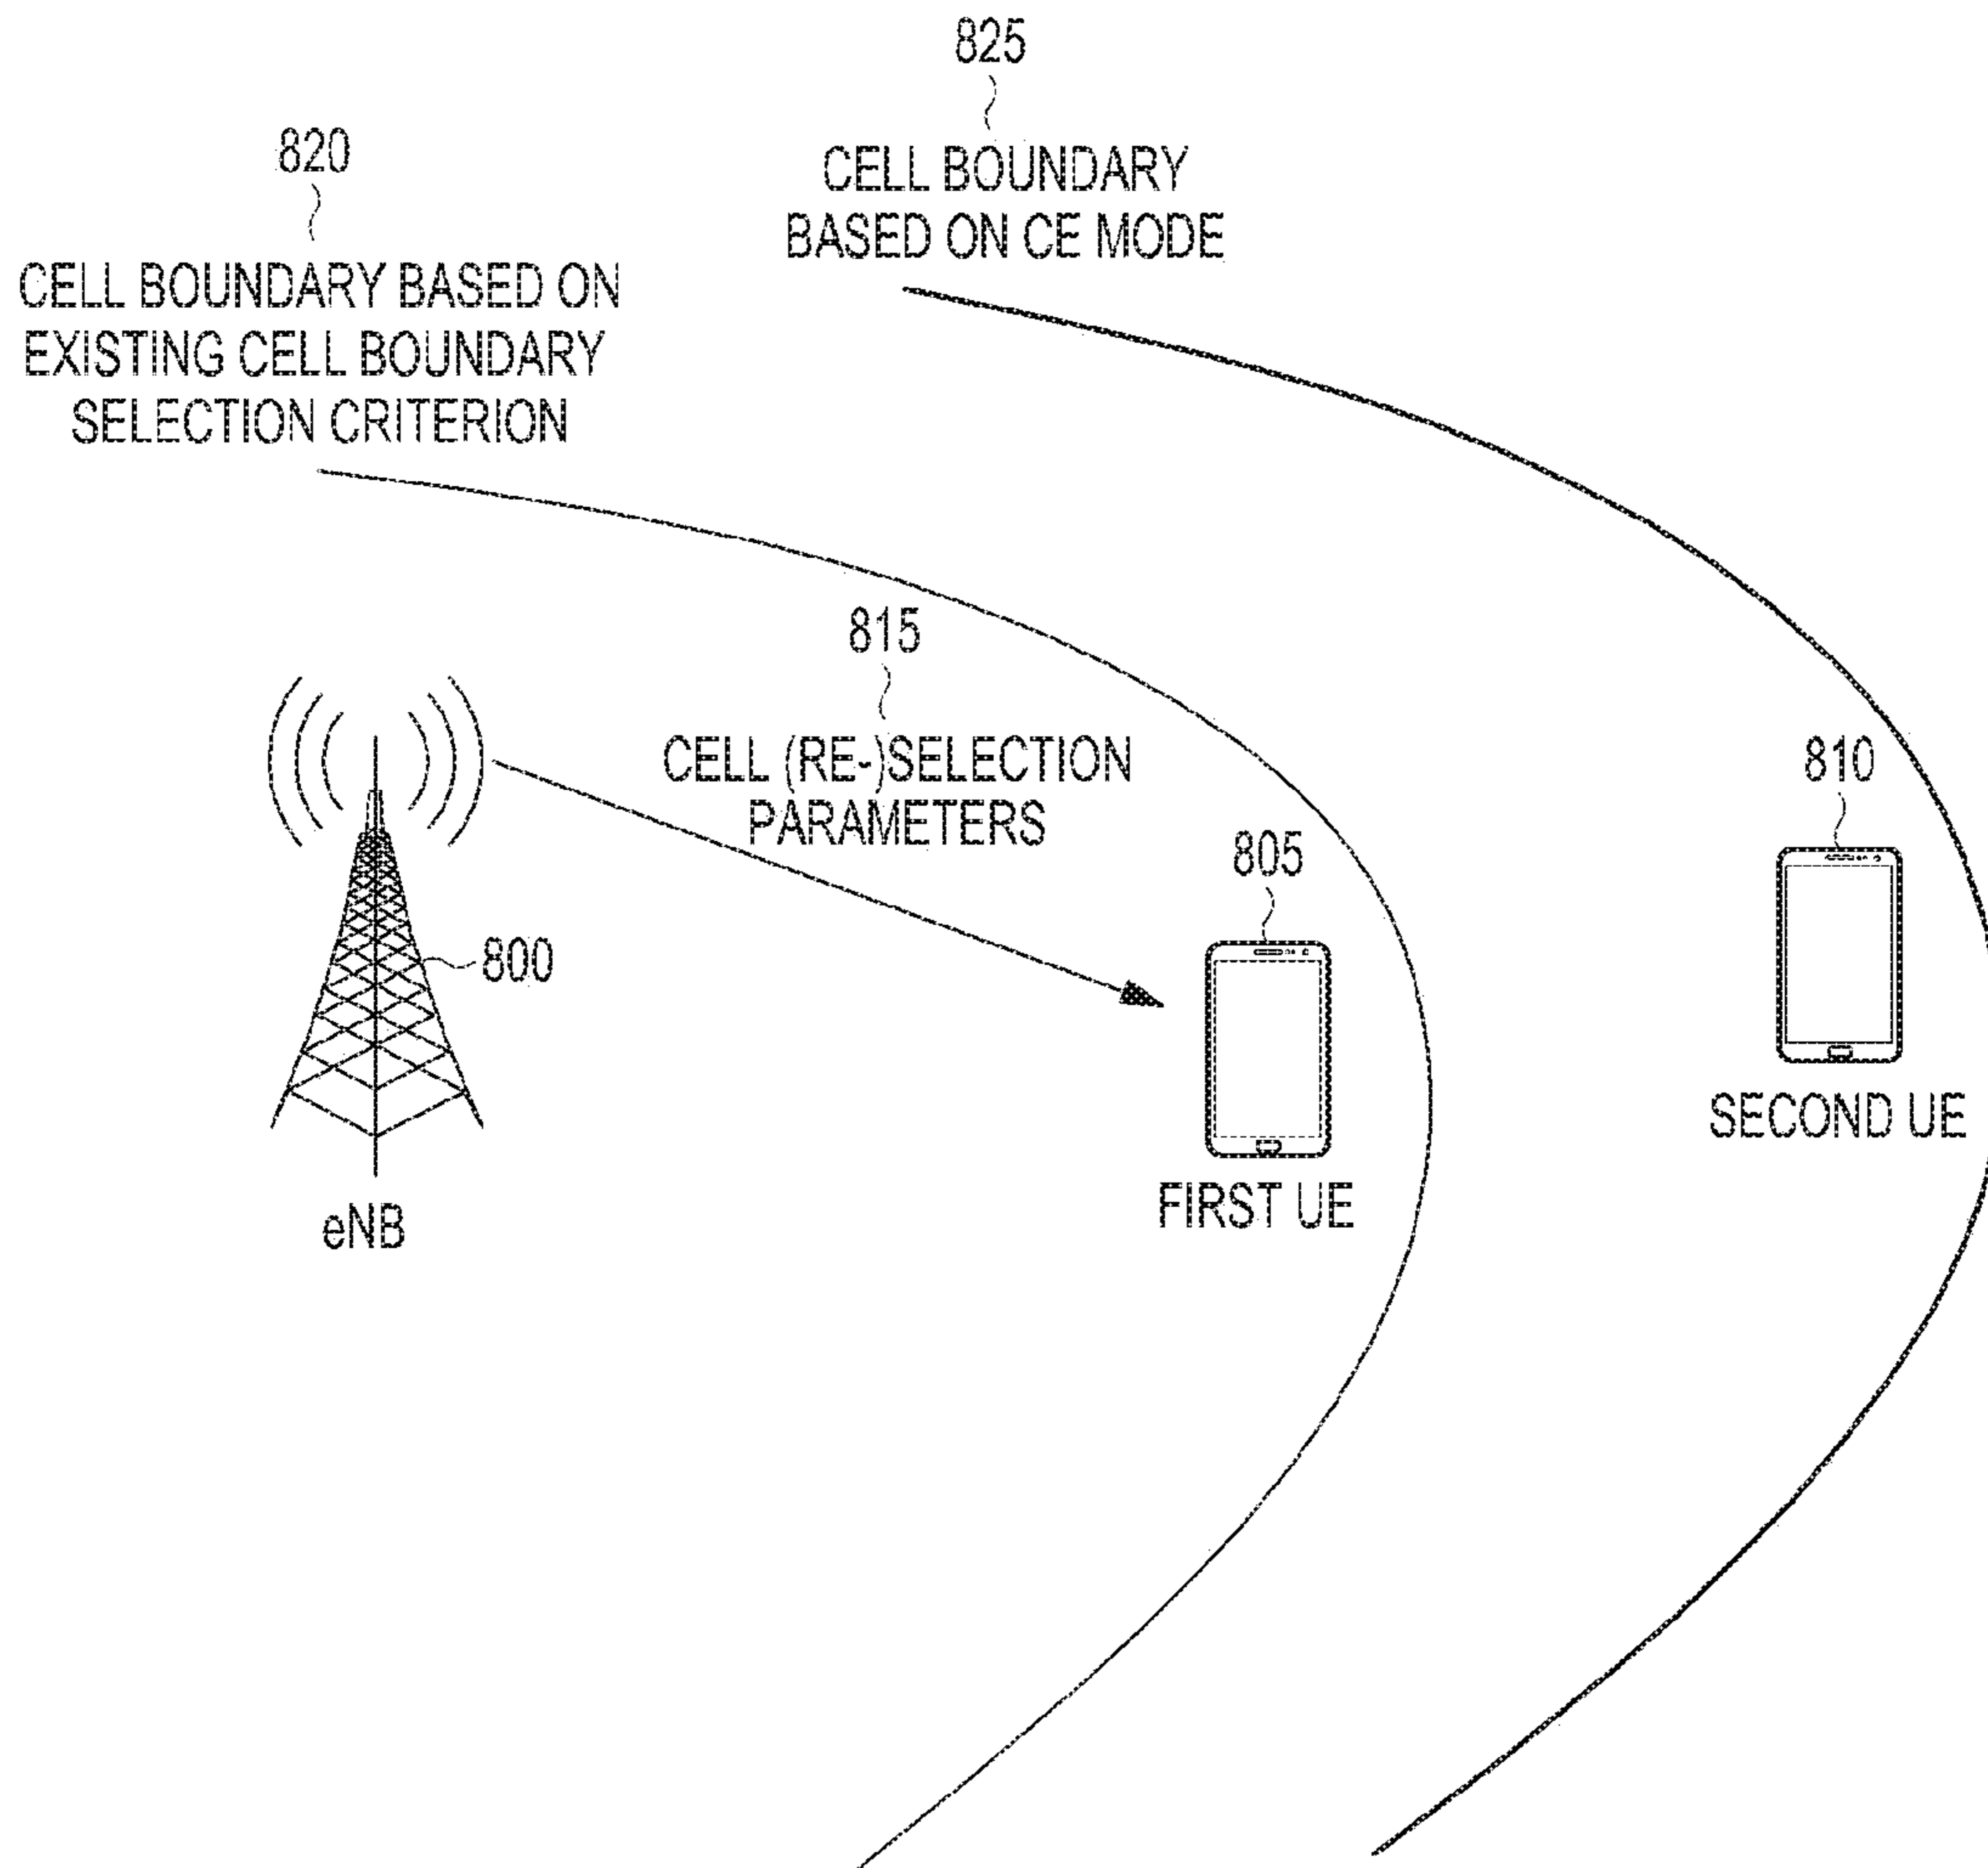 825
CELL BOUNDARY
BASED ON CE MODE
820
CELL BOUNDARY BASED ON
EXISTING CELL BOUNDARY
SELECTION CRITERION
815
CELL (RE-)SELECTION
PARAMETERS
800
eNB
805
FIRST UE
810
SECOND UE